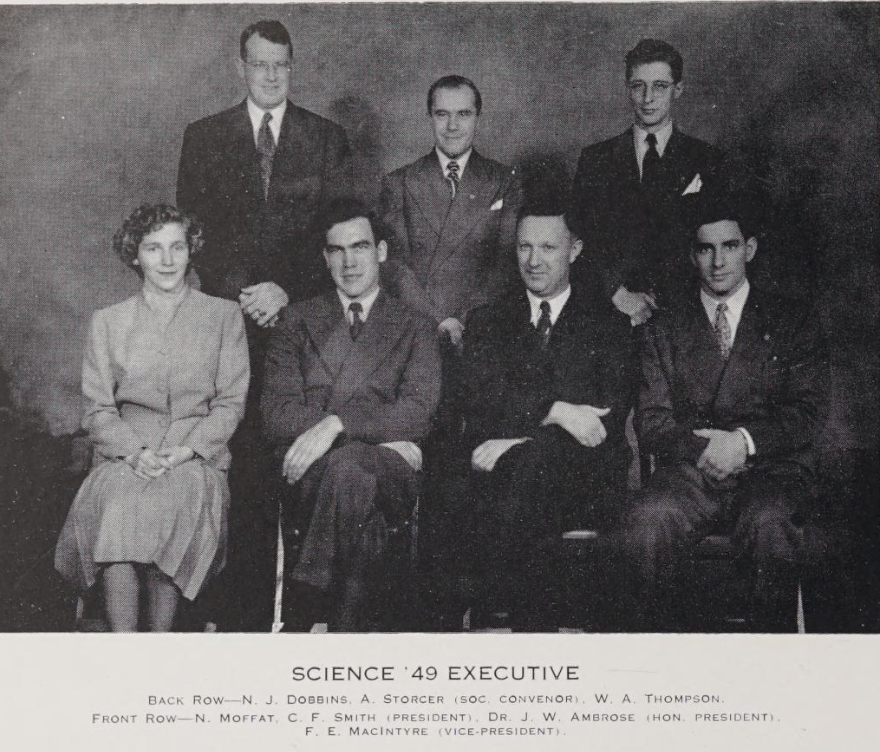 SCIENCE '49 EXECUTIVE
BACK ROW—N. J. DOBBINS, A. STORCER (SOC. CONVENOR), W. A. THOMPSON.
FRONT ROW—N. MOFFAT, C. F. SMITH (PRESIDENT), DR. J. W. AMBROSE (HON. PRESIDENT),
F. E. MACINTYRE (VICE-PRESIDENT).